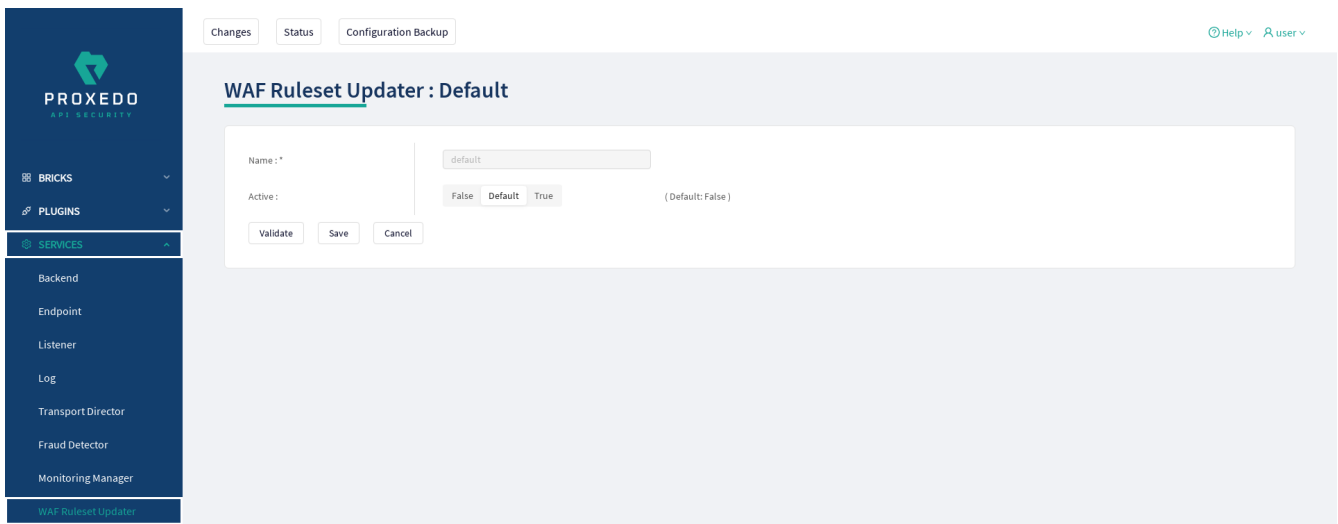 Changes Status Configuration Backup Help user
PROXEDO
API SECURITY
WAF Ruleset Updater : Default
Name : * default
Active : False Default True ( Default: False )
Validate Save Cancel
BRICKS
PLUGINS
SERVICES
Backend
Endpoint
Listener
Log
Transport Director
Fraud Detector
Monitoring Manager
WAF Ruleset Updater